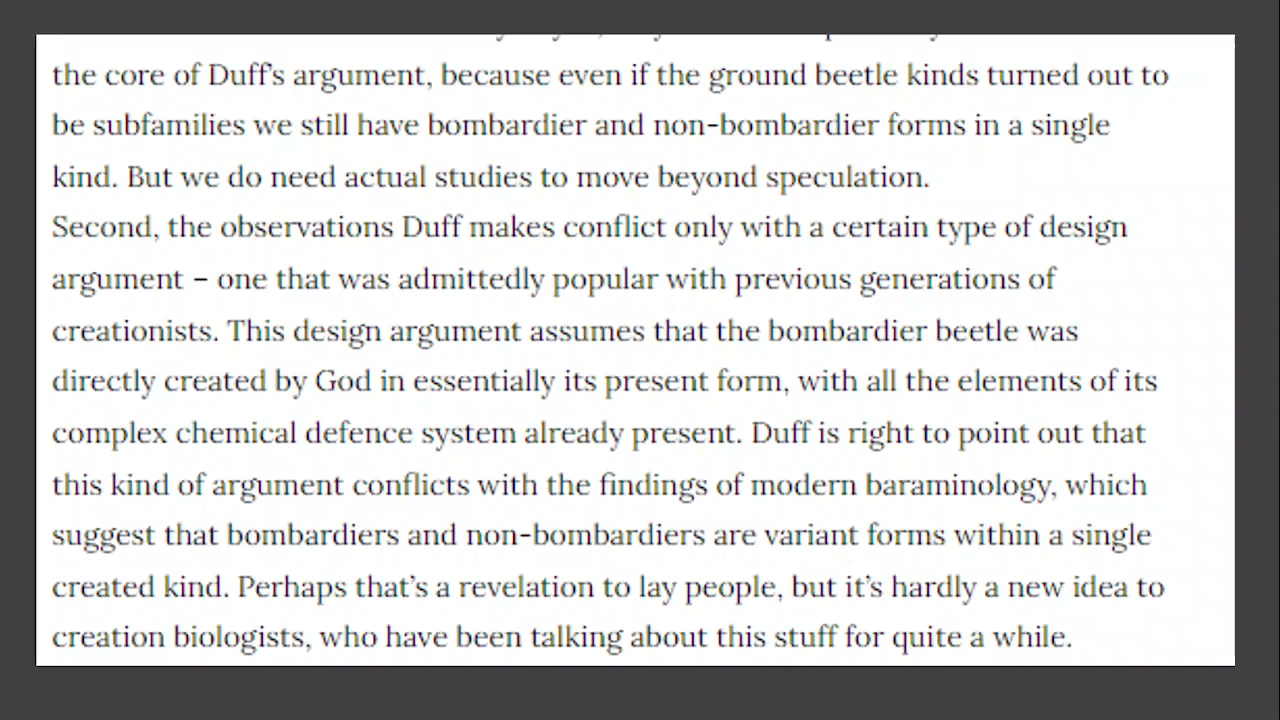 the core of Duff's argument, because even if the ground beetle kinds turned out to
be subfamilies we still have bombardier and non-bombardier forms in a single
kind. But we do need actual studies to move beyond speculation.
Second, the observations Duff makes conflict only with a certain type of design
argument – one that was admittedly popular with previous generations of
creationists. This design argument assumes that the bombardier beetle was
directly created by God in essentially its present form, with all the elements of its
complex chemical defence system already present. Duff is right to point out that
this kind of argument conflicts with the findings of modern baraminology, which
suggest that bombardiers and non-bombardiers are variant forms within a single
created kind. Perhaps that's a revelation to lay people, but it's hardly a new idea to
creation biologists, who have been talking about this stuff for quite a while.